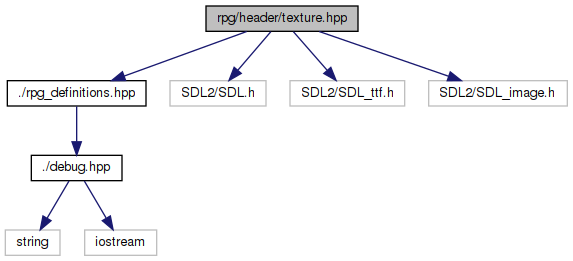 rpg/header/texture.hpp
./rpg_definitions.hpp
SDL2/SDL.h
SDL2/SDL_ttf.h
SDL2/SDL_image.h
./debug.hpp
string
iostream